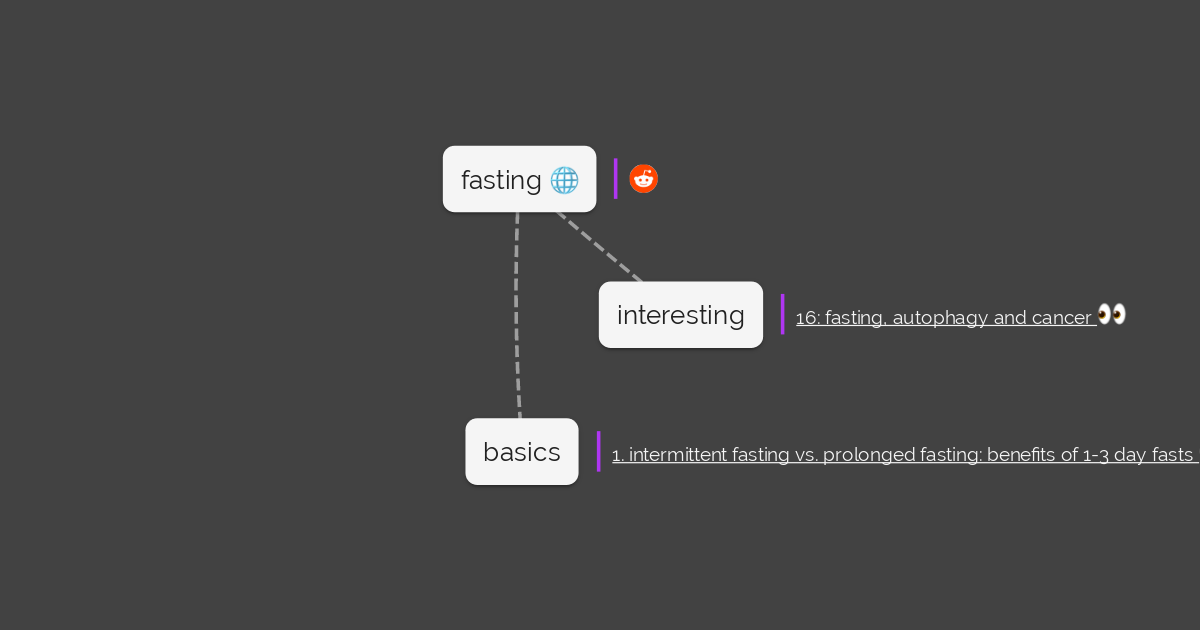 fasting
interesting
16: fasting, autophagy and cancer
basics
1. intermittent fasting vs. prolonged fasting: benefits of 1-3 day fasts